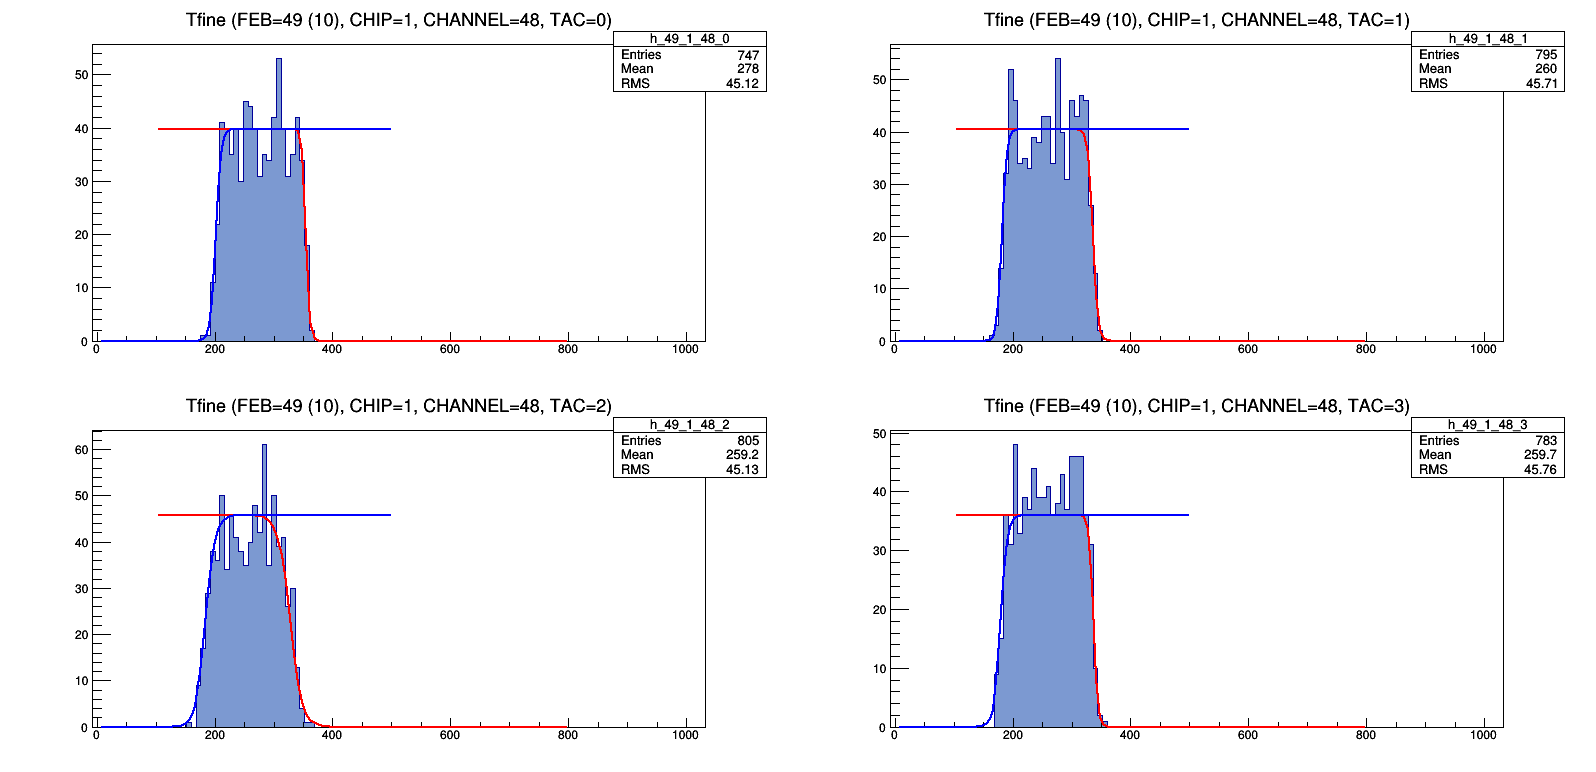 Tfine (FEB=49 (10), CHIP=1, CHANNEL=48, TAC=0)
h_49_1_48_0
Entries 747
Mean 278
RMS 45.12
50
40
30
20
10
0
0 200 400 600 800 1000
Tfine (FEB=49 (10), CHIP=1, CHANNEL=48, TAC=1)
h_49_1_48_1
Entries 795
Mean 260
RMS 45.71
50
40
30
20
10
0
0 200 400 600 800 1000
Tfine (FEB=49 (10), CHIP=1, CHANNEL=48, TAC=2)
h_49_1_48_2
Entries 805
Mean 259.2
RMS 45.13
60
50
40
30
20
10
0
0 200 400 600 800 1000
Tfine (FEB=49 (10), CHIP=1, CHANNEL=48, TAC=3)
h_49_1_48_3
Entries 783
Mean 259.7
RMS 45.76
50
40
30
20
10
0
0 200 400 600 800 1000